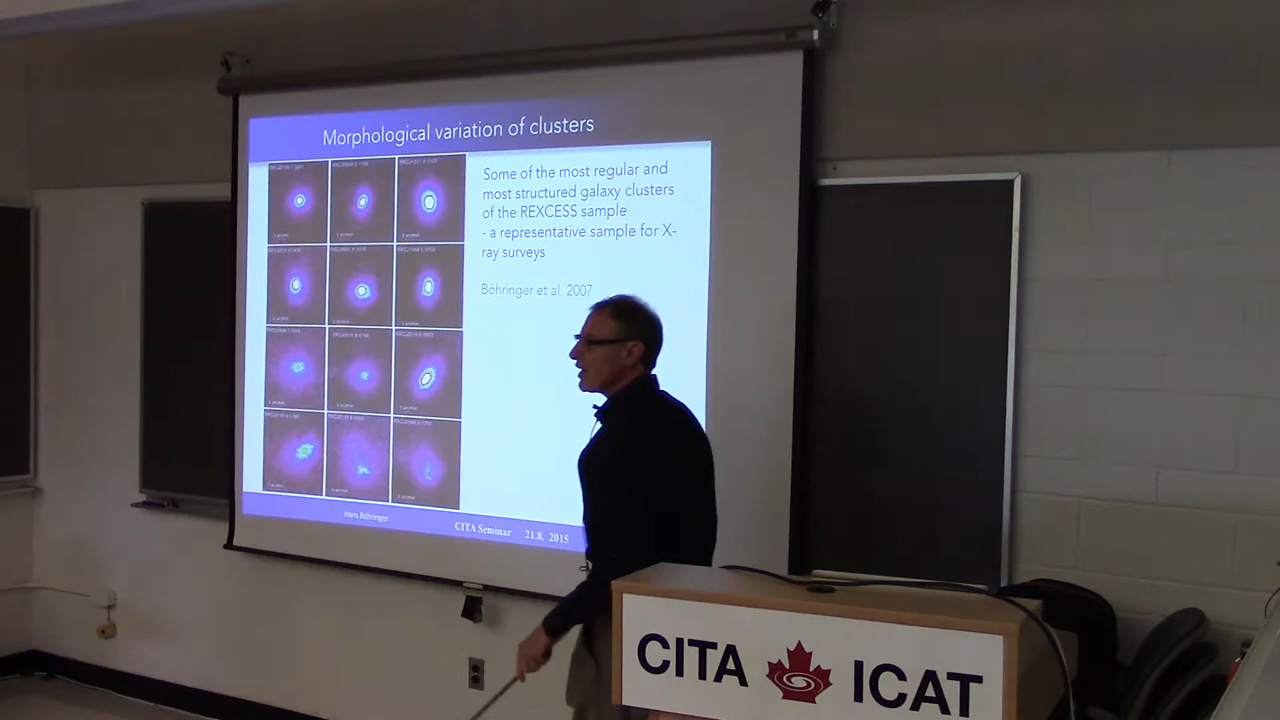 Morphological variation of clusters
Some of the most regular and
most structured galaxy clusters
of the REXCESS sample
- a representative sample for X-
ray surveys
Böhringer et al. 2007
Hans Böhringer
CITA Seminar 21.8. 2015
CITA ICAT